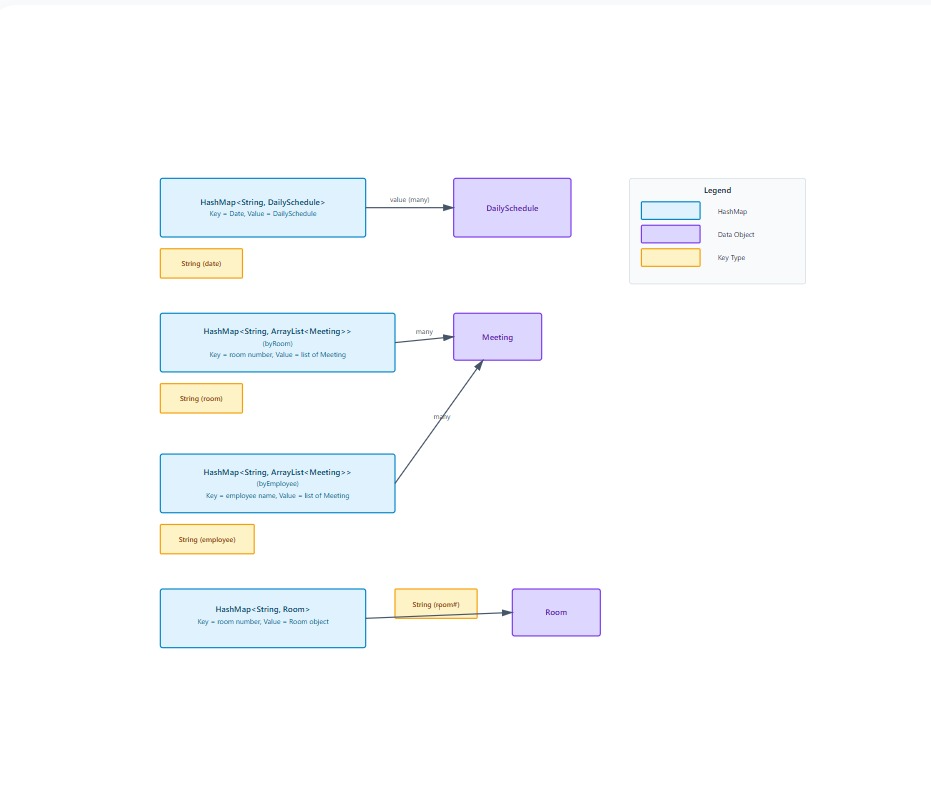 HashMap<String, DailySchedule>
Key = Date, Value = DailySchedule
value (many)
DailySchedule
String (date)
Legend
HashMap
Data Object
Key Type
HashMap<String, ArrayList<Meeting>>
(byRoom)
Key = room number, Value = list of Meeting
many
Meeting
String (room)
many
HashMap<String, ArrayList<Meeting>>
(byEmployee)
Key = employee name, Value = list of Meeting
String (employee)
HashMap<String, Room>
Key = room number, Value = Room object
String (room#)
Room